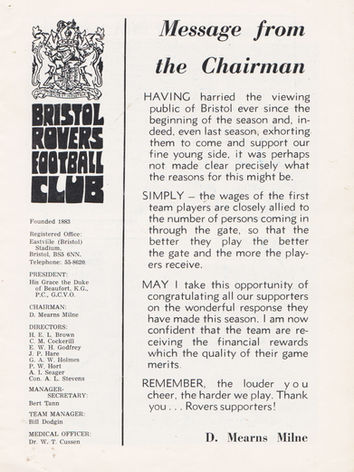 BRISTOL
ROVERS
FOOTBALL
CLUB
Founded 1883
Registered Office:
Eastville (Bristol)
Stadium,
Bristol, BS5 6NN.
Telephone: 55-8620.
PRESIDENT:
His Grace the Duke
of Beaufort, K.G.,
P.C., G.C.V.O.
CHAIRMAN:
D. Mearns Milne
DIRECTORS:
H. E. L. Brown
C. M. Cockerill
E. W. H. Godfrey
J. P. Hare
G. A. W. Holmes
P. W. Hort
A. I. Seager
Con. A. L. Stevens
MANAGER-
SECRETARY:
Bert Tann
TEAM MANAGER:
Bill Dodgin
MEDICAL OFFICER:
Dr. W. T. Cussen
Message from
the Chairman
HAVING harried the viewing
public of Bristol ever since the
beginning of the season and, in-
deed, even last season, exhorting
them to come and support our
fine young side, it was perhaps
not made clear precisely what
the reasons for this might be.
SIMPLY – the wages of the first
team players are closely allied to
the number of persons coming in
through the gate, so that the
better they play the better
the gate and the more the play-
ers receive.
MAY I take this opportunity of
congratulating all our supporters
on the wonderful response they
have made this season. I am now
confident that the team are re-
ceiving the financial rewards
which the quality of their game
merits.
REMEMBER, the louder you
cheer, the harder we play. Thank
you . . . Rovers supporters!
D. Mearns Milne